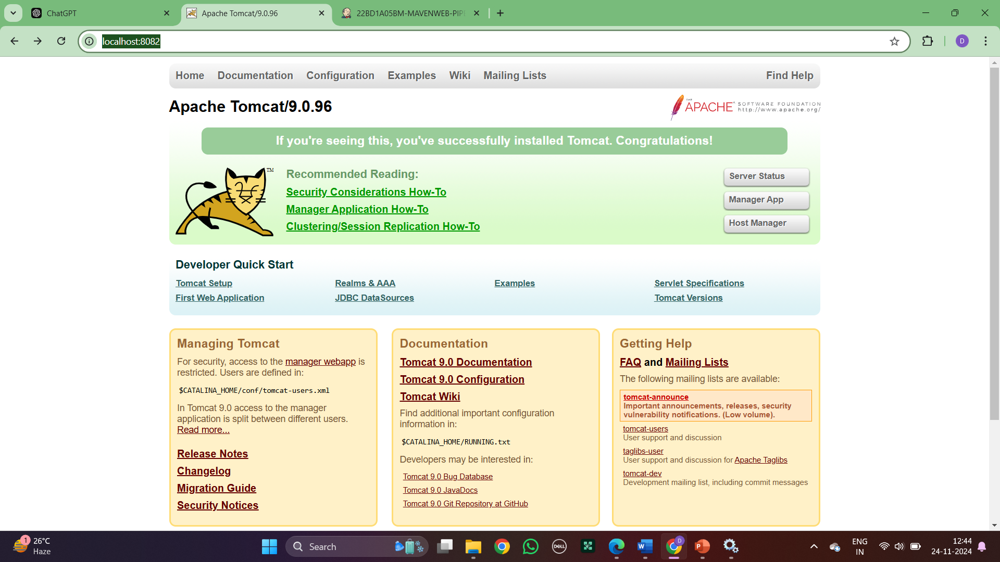 ChatGPT
Apache Tomcat/9.0.96
22BD1A05BM-MAVENWEB-PIP
localhost:8082
D
Home Documentation Configuration Examples Wiki Mailing Lists Find Help
Apache Tomcat/9.0.96
THE APACHE SOFTWARE FOUNDATION
http://www.apache.org/
If you're seeing this, you've successfully installed Tomcat. Congratulations!
TM
Recommended Reading:
Security Considerations How-To
Manager Application How-To
Clustering/Session Replication How-To
Server Status
Manager App
Host Manager
Developer Quick Start
Tomcat Setup
First Web Application
Realms & AAA
JDBC DataSources
Examples
Servlet Specifications
Tomcat Versions
Managing Tomcat
For security, access to the manager webapp is
restricted. Users are defined in:
$CATALINA_HOME/conf/tomcat-users.xml
In Tomcat 9.0 access to the manager
application is split between different users.
Read more...
Release Notes
Changelog
Migration Guide
Security Notices
Documentation
Tomcat 9.0 Documentation
Tomcat 9.0 Configuration
Tomcat Wiki
Find additional important configuration
information in:
$CATALINA_HOME/RUNNING.txt
Developers may be interested in:
Tomcat 9.0 Bug Database
Tomcat 9.0 JavaDocs
Tomcat 9.0 Git Repository at GitHub
Getting Help
FAQ and Mailing Lists
The following mailing lists are available:
tomcat-announce
Important announcements, releases, security
vulnerability notifications. (Low volume).
tomcat-users
User support and discussion
taglibs-user
User support and discussion for Apache Taglibs
tomcat-dev
Development mailing list, including commit messages
1
26°C
Haze
Search
DELL
W
D
P
ENG
IN
12:44
24-11-2024